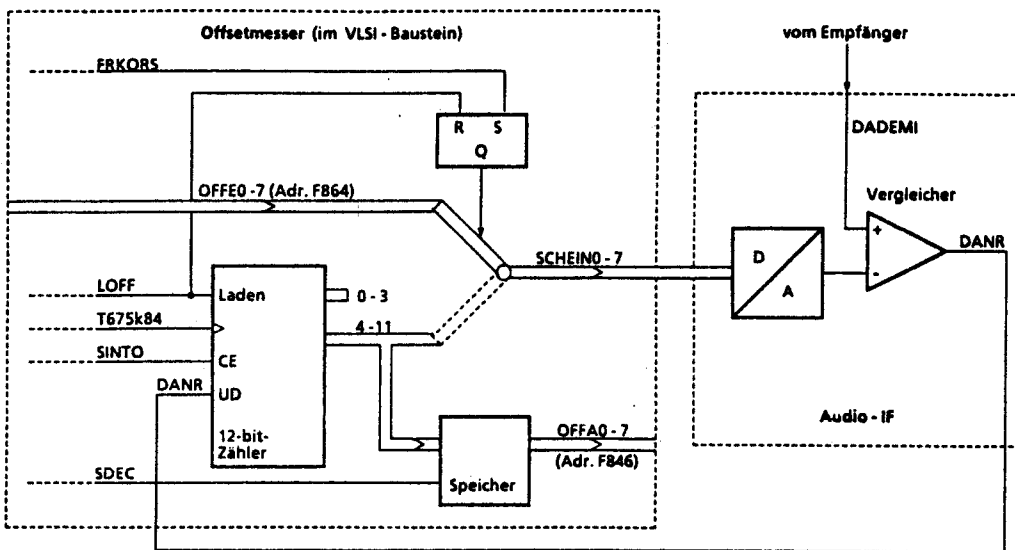 Offsetmesser (im VLSI - Baustein)
vom Empfänger
FRKORS
R S
Q
DADEMI
OFFE0 - 7 (Adr. F864)
Vergleicher
+
-
DANR
SCHEIN0 - 7
D
A
LOFF
Laden
0 - 3
T675k84
4 - 11
SINTO
CE
DANR
UD
12-bit-
Zähler
Audio - IF
OFFA0 - 7
(Adr. F846)
SDEC
Speicher